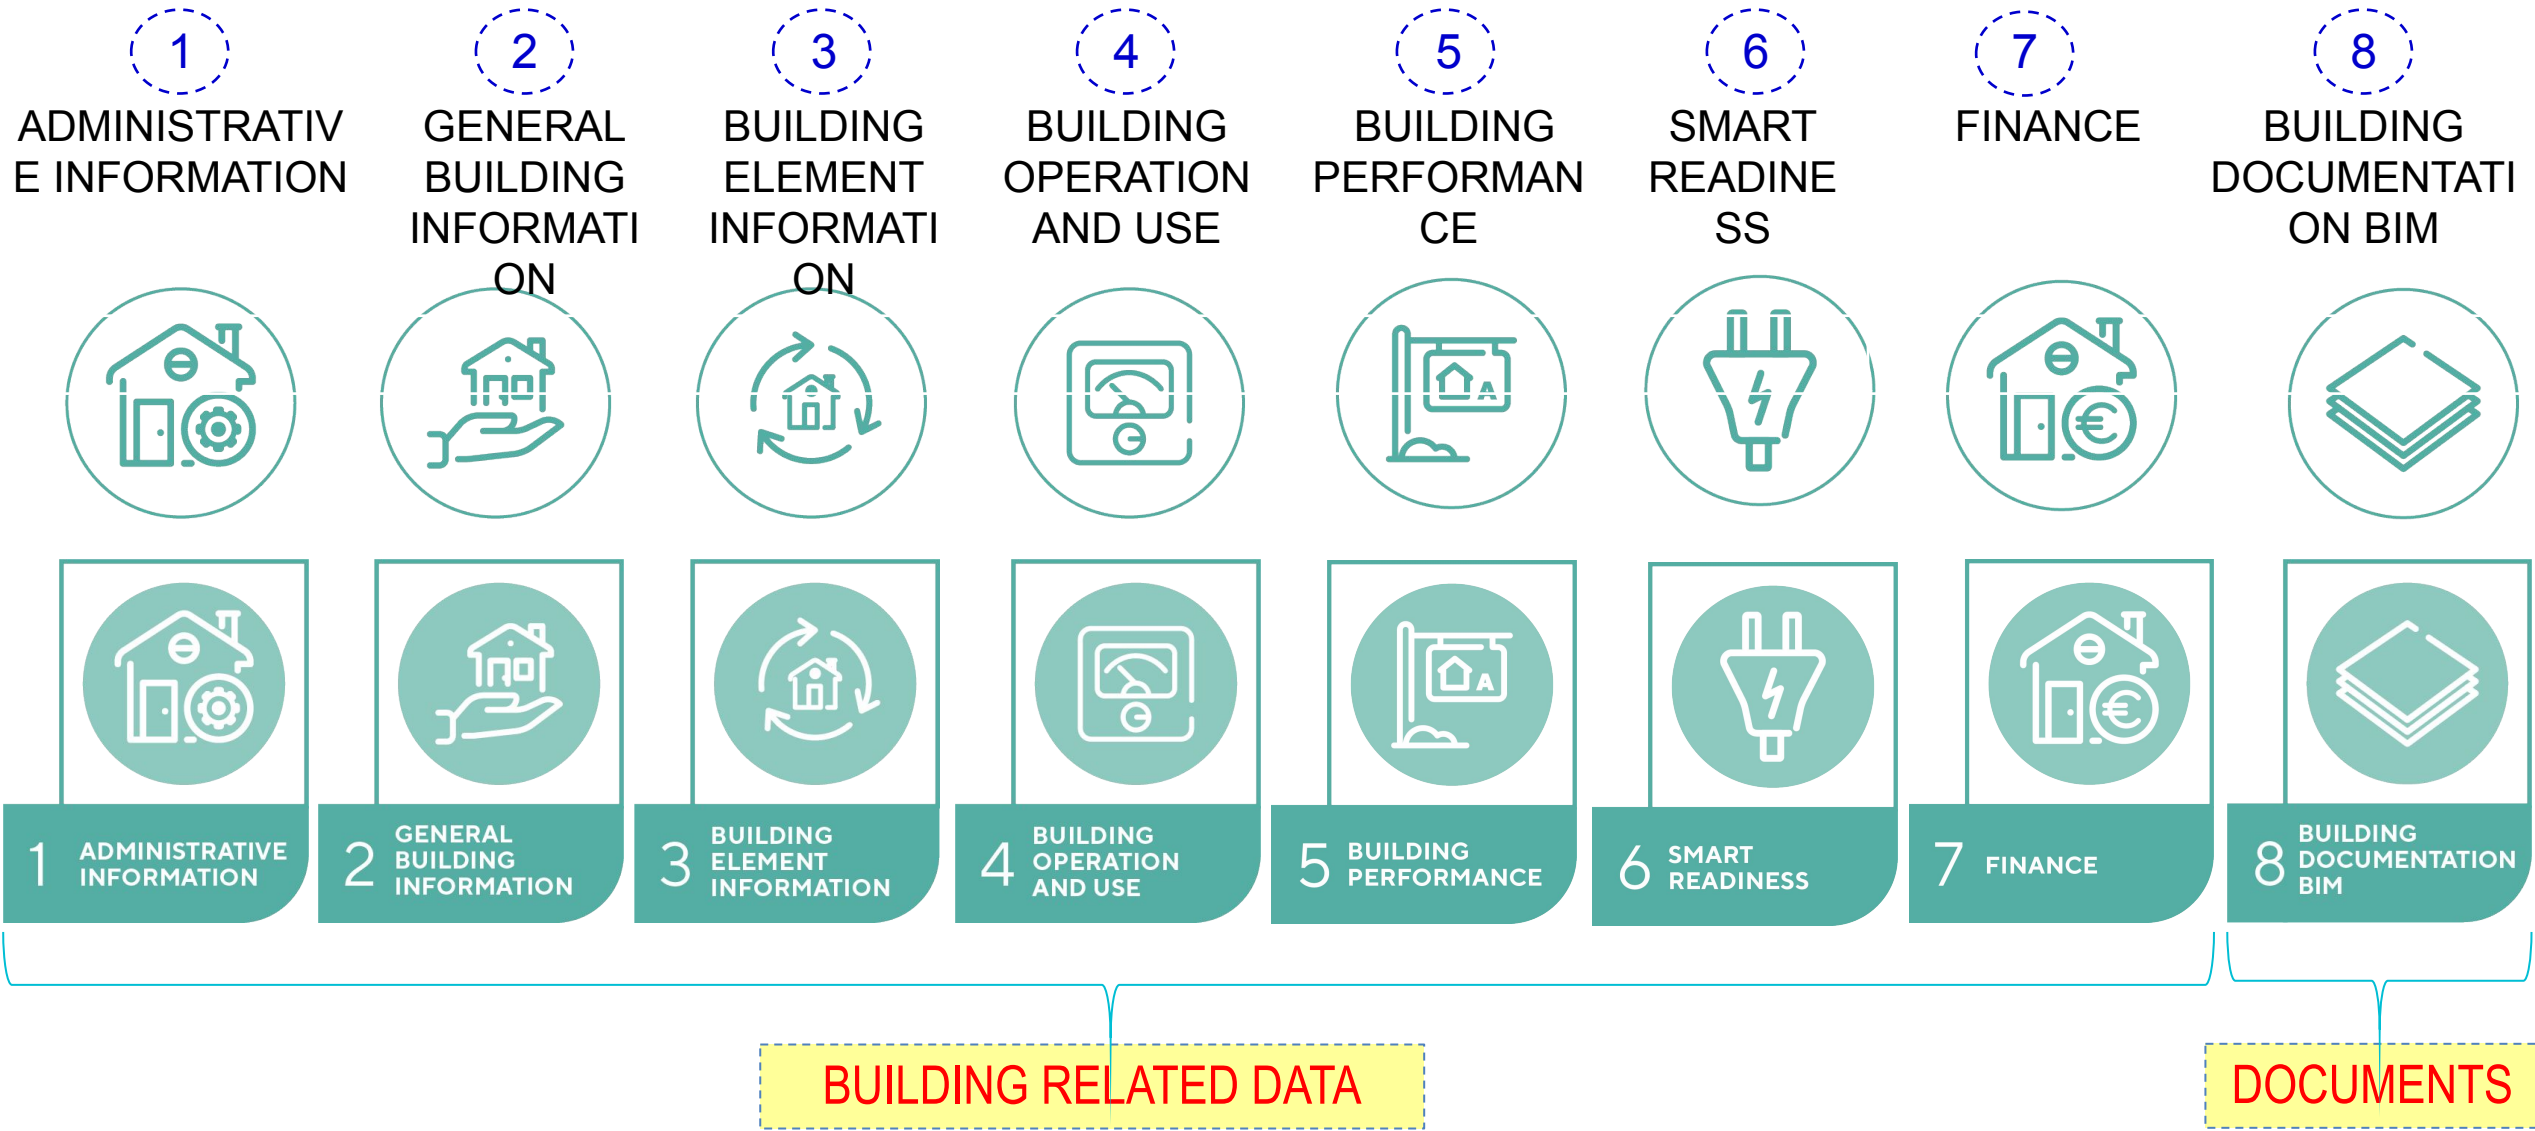 1
ADMINISTRATIV
E INFORMATION
2
GENERAL
BUILDING
INFORMATI
ON
3
BUILDING
ELEMENT
INFORMATI
ON
4
BUILDING
OPERATION
AND USE
5
BUILDING
PERFORMAN
CE
6
SMART
READINE
SS
7
FINANCE
8
BUILDING
DOCUMENTATI
ON BIM
A
A
1
ADMINISTRATIVE
INFORMATION
2
GENERAL
BUILDING
INFORMATION
3
BUILDING
ELEMENT
INFORMATION
4
BUILDING
OPERATION
AND USE
5
BUILDING
PERFORMANCE
6
SMART
READINESS
7
FINANCE
8
BUILDING
DOCUMENTATION
BIM
BUILDING RELATED DATA
DOCUMENTS